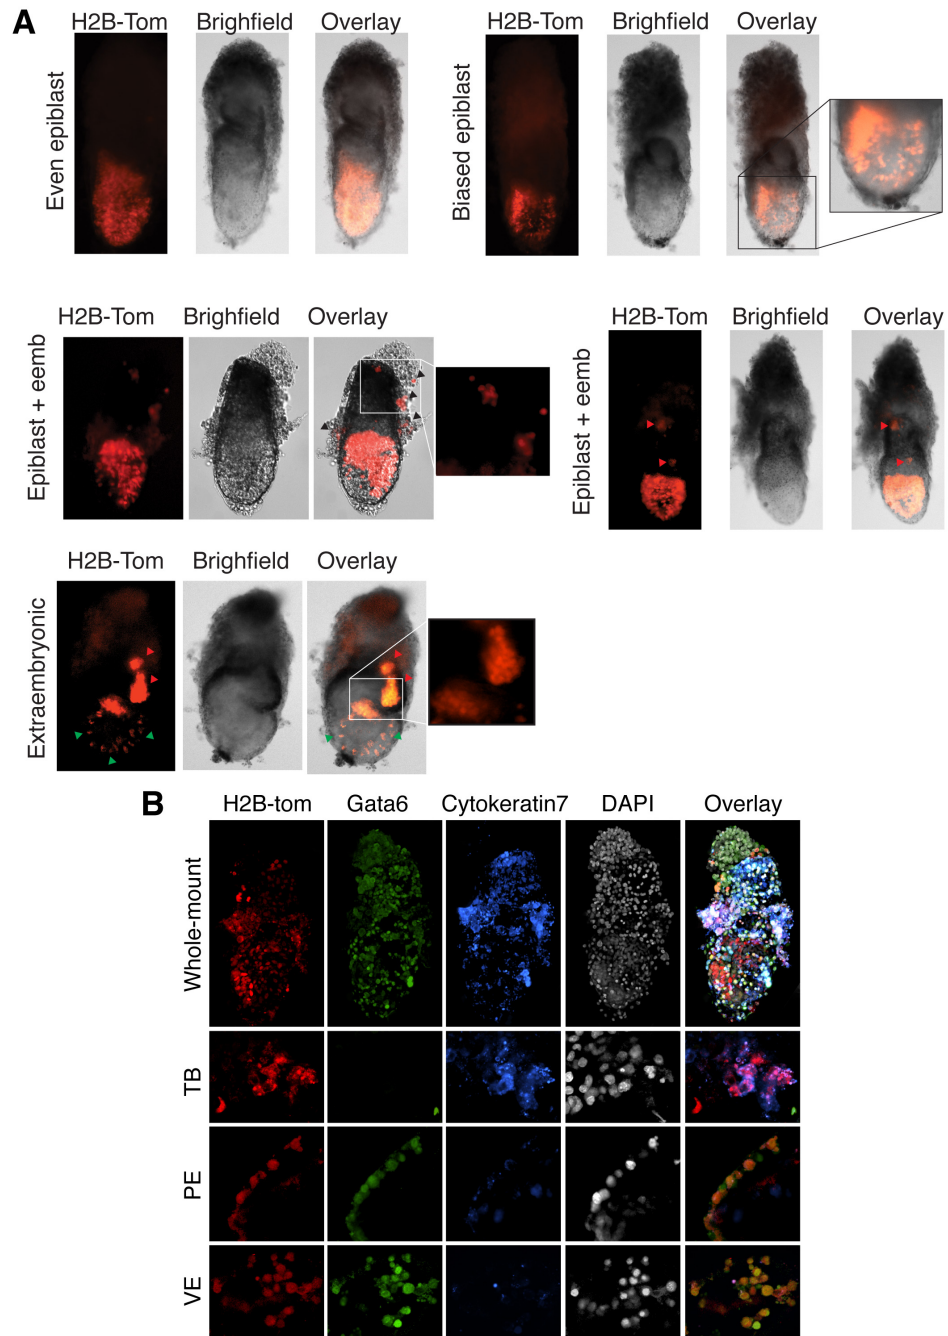 A
H2B-Tom Brighfield Overlay
Even epiblast
H2B-Tom Brighfield Overlay
Biased epiblast
H2B-Tom Brighfield Overlay
Epiblast + eemb
H2B-Tom Brighfield Overlay
Epiblast + eemb
H2B-Tom Brighfield Overlay
Extraembryonic
B
H2B-tom Gata6 Cytokeratin7 DAPI Overlay
Whole-mount
TB
PE
VE